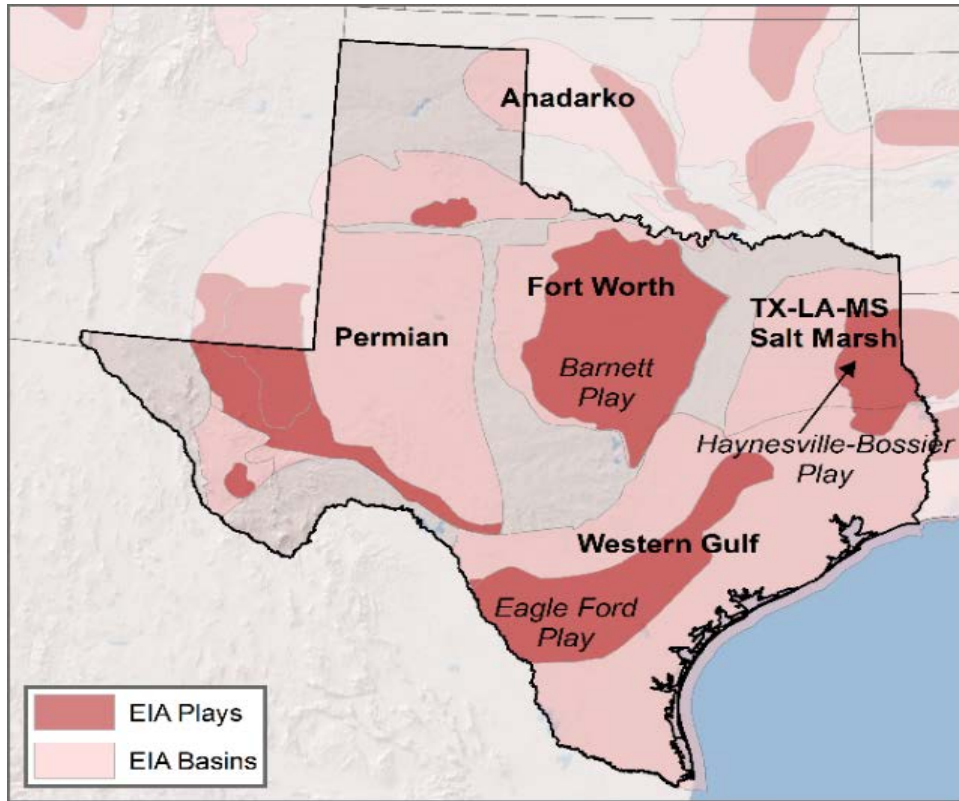 Anadarko
Fort Worth
TX-LA-MS
Salt Marsh
Permian
Barnett
Play
Haynesville-Bossier
Play
Western Gulf
Eagle Ford
Play
EIA Plays
EIA Basins